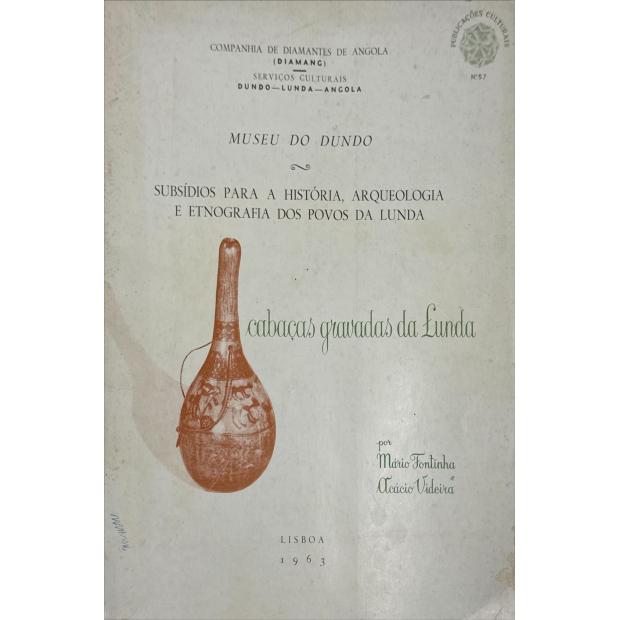 COMPANHIA DE DIAMANTES DE ANGOLA
(DIAMANG)
SERVIÇOS CULTURAIS
DUNDO—LUNDA—ANGOLA
PUBLICAÇÕES CULTURAIS
Nº 57
MUSEU DO DUNDO
SUBSÍDIOS PARA A HISTÓRIA, ARQUEOLOGIA
E ETNOGRAFIA DOS POVOS DA LUNDA
cabaças gravadas da Lunda
por
Mário Fontinha
e
Acácio Videira
LISBOA
1963